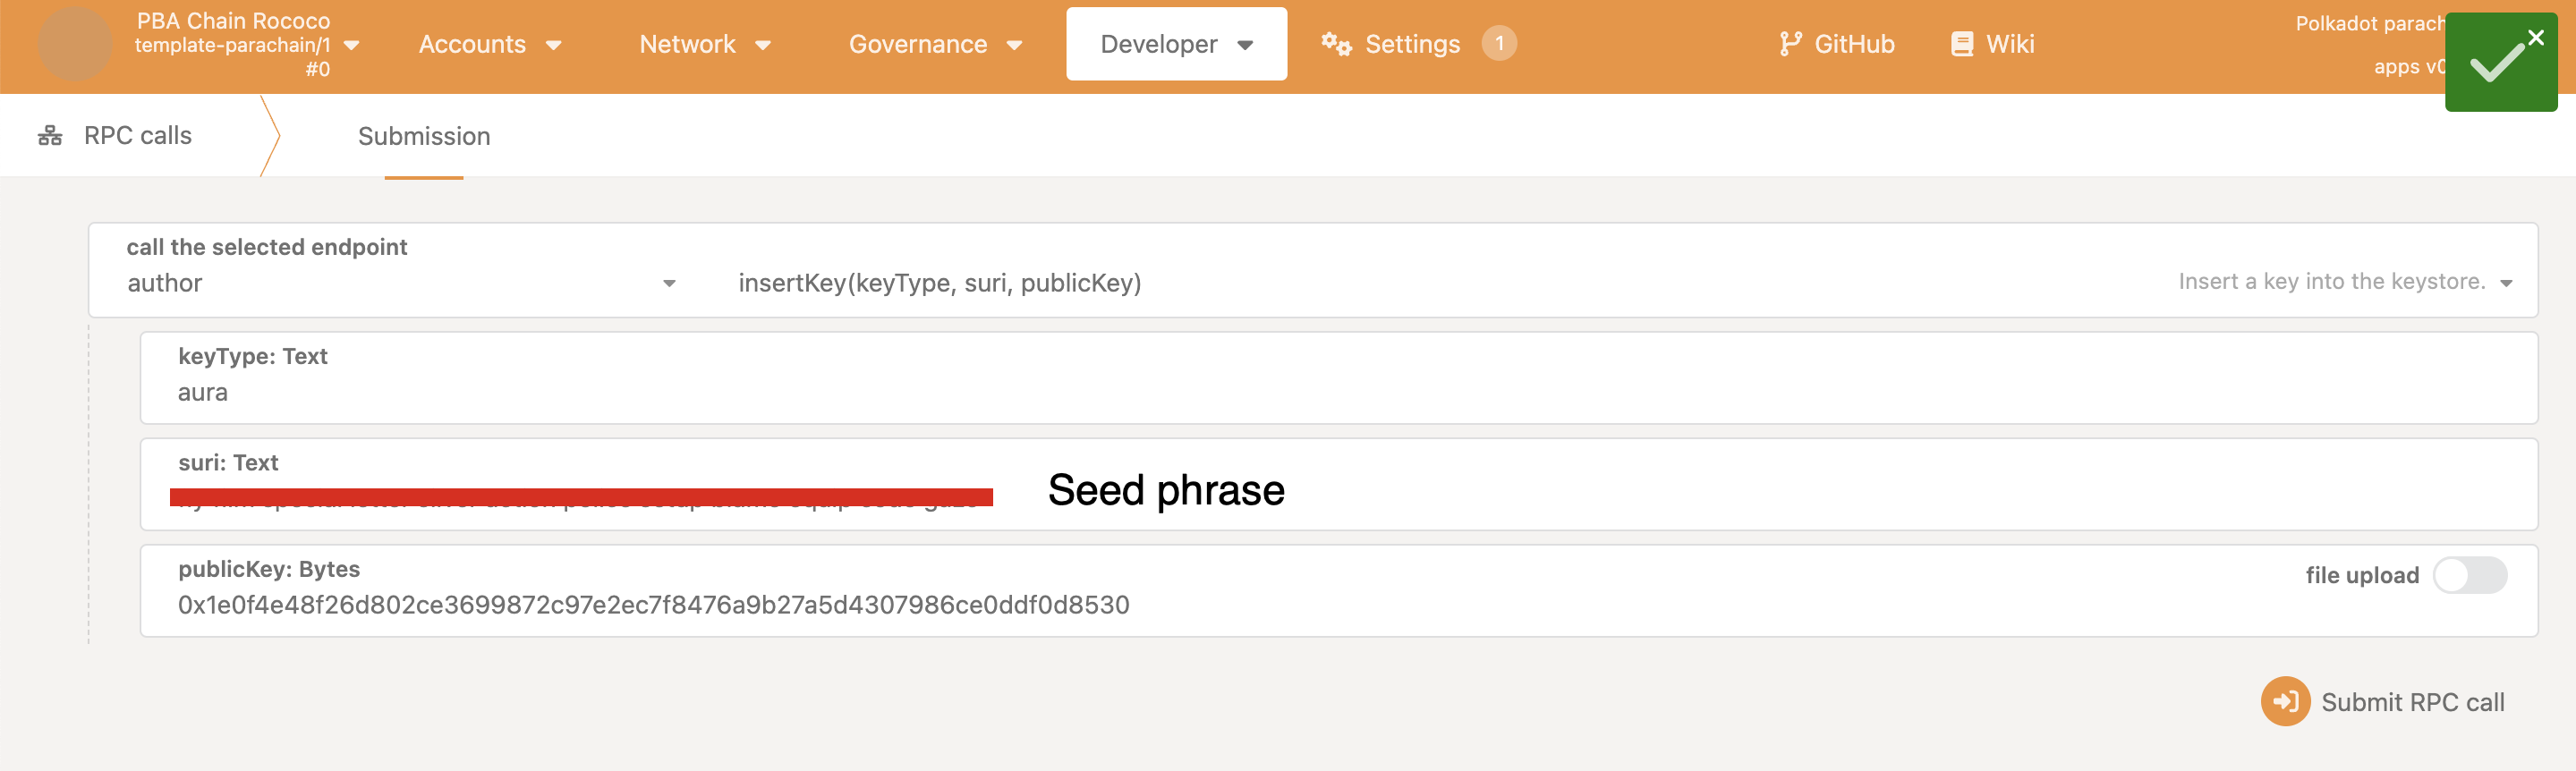 PBA Chain Rococo
template-parachain/1
#0
Accounts
Network
Governance
Developer
Settings
1
GitHub
Wiki
Polkadot parach
apps v0
RPC calls
Submission
call the selected endpoint
author
insertKey(keyType, suri, publicKey)
Insert a key into the keystore.
keyType: Text
aura
suri: Text
Seed phrase
publicKey: Bytes
0x1e0f4e48f26d802ce3699872c97e2ec7f8476a9b27a5d4307986ce0ddf0d8530
file upload
Submit RPC call